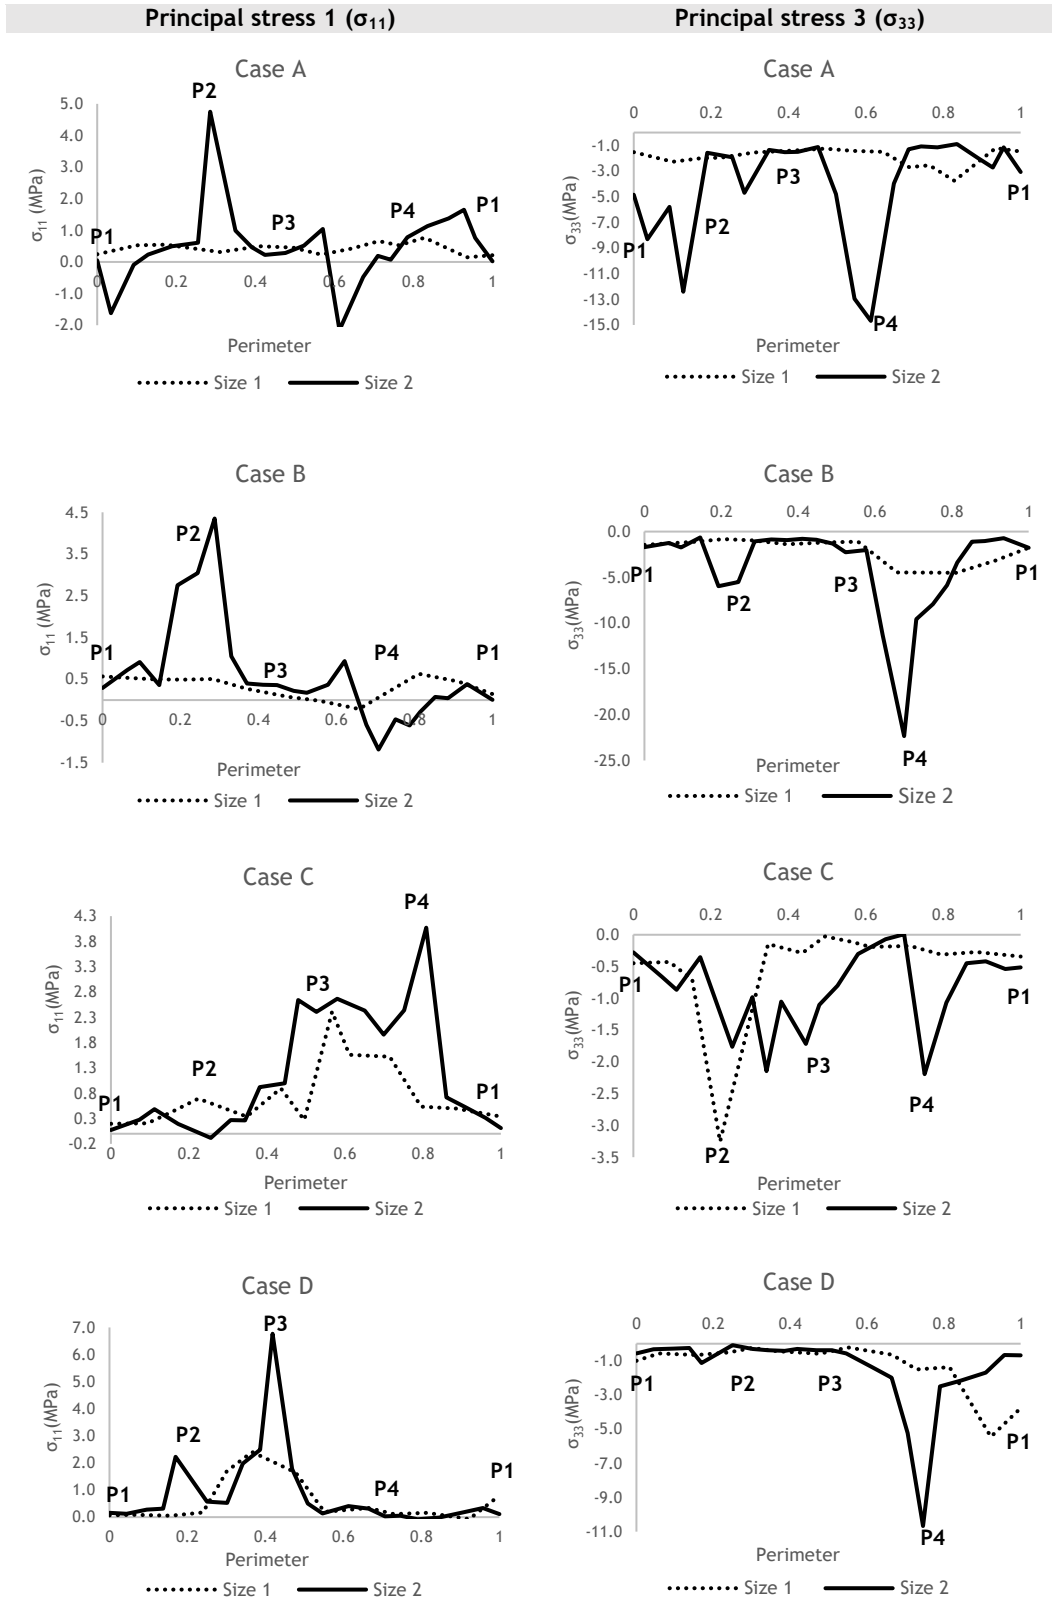 Principal stress 1 (σ11) Principal stress 3 (σ33)
Case A
P2
5.0
4.0
3.0
2.0
1.0
0.0
-1.0
-2.0
σ11 (MPa)
P1
P3
P4
P1
0 0.2 0.4 0.6 0.8 1
Perimeter
Size 1 Size 2
Case A
0 0.2 0.4 0.6 0.8 1
-1.0
-3.0
-5.0
-7.0
-9.0
-11.0
-13.0
-15.0
σ33(MPa)
P1
P2
P3
P4
P1
Perimeter
Size 1 Size 2
Case B
4.5
3.5
2.5
1.5
0.5
-0.5
-1.5
σ11 (MPa)
P1
P2
P3
P4
P1
0 0.2 0.4 0.6 0.8 1
Perimeter
Size 1 Size 2
Case B
0 0.2 0.4 0.6 0.8 1
0.0
-5.0
-10.0
-15.0
-20.0
-25.0
σ33(MPa)
P1
P2
P3
P4
P1
Perimeter
Size 1 Size 2
Case C
4.3
3.8
3.3
2.8
2.3
1.8
1.3
0.8
0.3
-0.2
σ11(MPa)
P1
P2
P3
P4
P1
0 0.2 0.4 0.6 0.8 1
Perimeter
Size 1 Size 2
Case C
0 0.2 0.4 0.6 0.8 1
0.0
-0.5
-1.0
-1.5
-2.0
-2.5
-3.0
-3.5
σ33(MPa)
P1
P2
P3
P4
P1
Perimeter
Size 1 Size 2
Case D
7.0
6.0
5.0
4.0
3.0
2.0
1.0
0.0
σ11(MPa)
P1
P2
P3
P4
P1
0 0.2 0.4 0.6 0.8 1
Perimeter
Size 1 Size 2
Case D
0 0.2 0.4 0.6 0.8 1
-1.0
-3.0
-5.0
-7.0
-9.0
-11.0
σ33(MPa)
P1
P2
P3
P4
P1
Perimeter
Size 1 Size 2